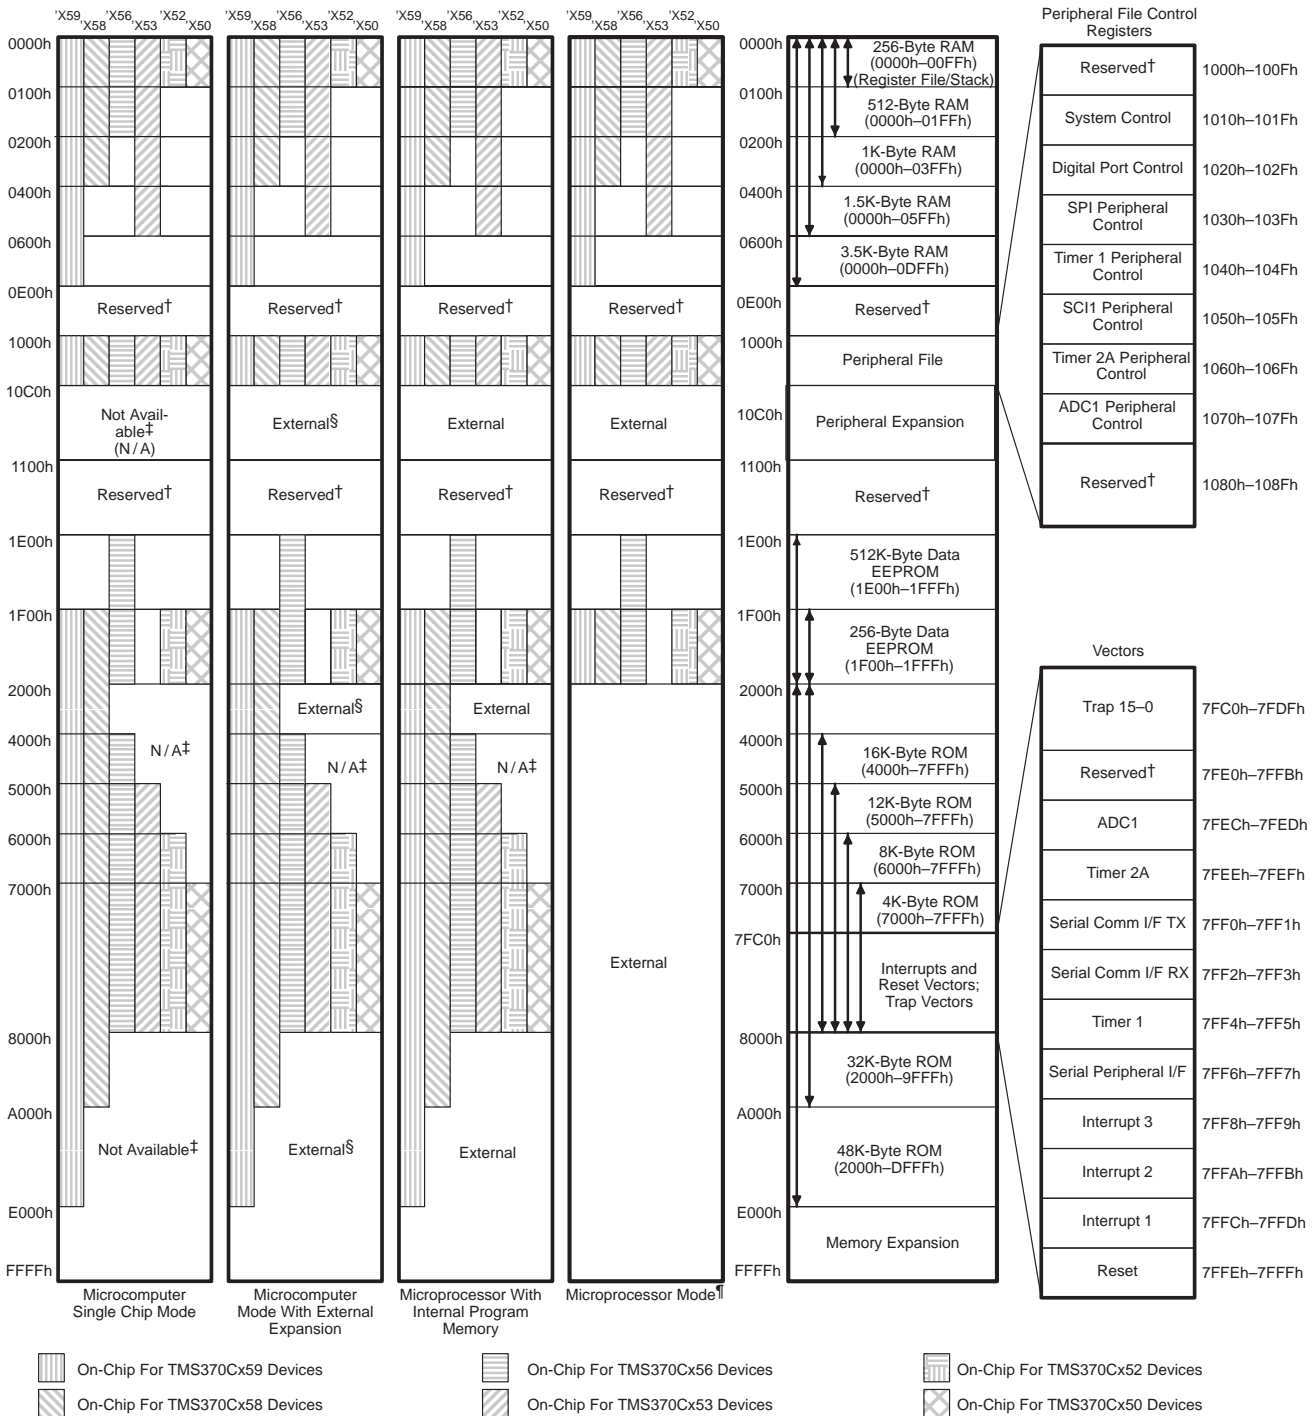 'X59 'X56 'X52
'X58 'X53 'X50
'X59 'X56 'X52
'X58 'X53 'X50
'X59 'X56 'X52
'X58 'X53 'X50
'X59 'X56 'X52
'X58 'X53 'X50
0000h
0100h
0200h
0400h
0600h
0E00h
1000h
10C0h
1100h
1E00h
1F00h
2000h
4000h
5000h
6000h
7000h
8000h
A000h
E000h
FFFFh
Reserved†
Not Avail-
able‡
(N / A)
Reserved†
N / A‡
Not Available‡
Microcomputer
Single Chip Mode
Reserved†
External§
Reserved†
External§
N / A‡
External§
Microcomputer
Mode With External
Expansion
Reserved†
External
Reserved†
External
N / A‡
External
Microprocessor With
Internal Program
Memory
Reserved†
External
Reserved†
External
Microprocessor Mode¶
0000h
0100h
0200h
0400h
0600h
0E00h
1000h
10C0h
1100h
1E00h
1F00h
2000h
4000h
5000h
6000h
7000h
7FC0h
8000h
A000h
E000h
FFFFh
256-Byte RAM
(0000h–00FFh)
(Register File/Stack)
512-Byte RAM
(0000h–01FFh)
1K-Byte RAM
(0000h–03FFh)
1.5K-Byte RAM
(0000h–05FFh)
3.5K-Byte RAM
(0000h–0DFFh)
Reserved†
Peripheral File
Peripheral Expansion
Reserved†
512K-Byte Data
EEPROM
(1E00h–1FFFh)
256-Byte Data
EEPROM
(1F00h–1FFFh)
16K-Byte ROM
(4000h–7FFFh)
12K-Byte ROM
(5000h–7FFFh)
8K-Byte ROM
(6000h–7FFFh)
4K-Byte ROM
(7000h–7FFFh)
Interrupts and
Reset Vectors;
Trap Vectors
32K-Byte ROM
(2000h–9FFFh)
48K-Byte ROM
(2000h–DFFFh)
Memory Expansion
Peripheral File Control
Registers
Reserved† 1000h–100Fh
System Control 1010h–101Fh
Digital Port Control 1020h–102Fh
SPI Peripheral
Control 1030h–103Fh
Timer 1 Peripheral
Control 1040h–104Fh
SCI1 Peripheral
Control 1050h–105Fh
Timer 2A Peripheral
Control 1060h–106Fh
ADC1 Peripheral
Control 1070h–107Fh
Reserved† 1080h–108Fh
Vectors
Trap 15–0 7FC0h–7FDFh
Reserved† 7FE0h–7FFBh
ADC1 7FECh–7FEDh
Timer 2A 7FEEh–7FEFh
Serial Comm I/F TX 7FF0h–7FF1h
Serial Comm I/F RX 7FF2h–7FF3h
Timer 1 7FF4h–7FF5h
Serial Peripheral I/F 7FF6h–7FF7h
Interrupt 3 7FF8h–7FF9h
Interrupt 2 7FFAh–7FFBh
Interrupt 1 7FFCh–7FFDh
Reset 7FFEh–7FFFh
On-Chip For TMS370Cx59 Devices
On-Chip For TMS370Cx56 Devices
On-Chip For TMS370Cx52 Devices
On-Chip For TMS370Cx58 Devices
On-Chip For TMS370Cx53 Devices
On-Chip For TMS370Cx50 Devices